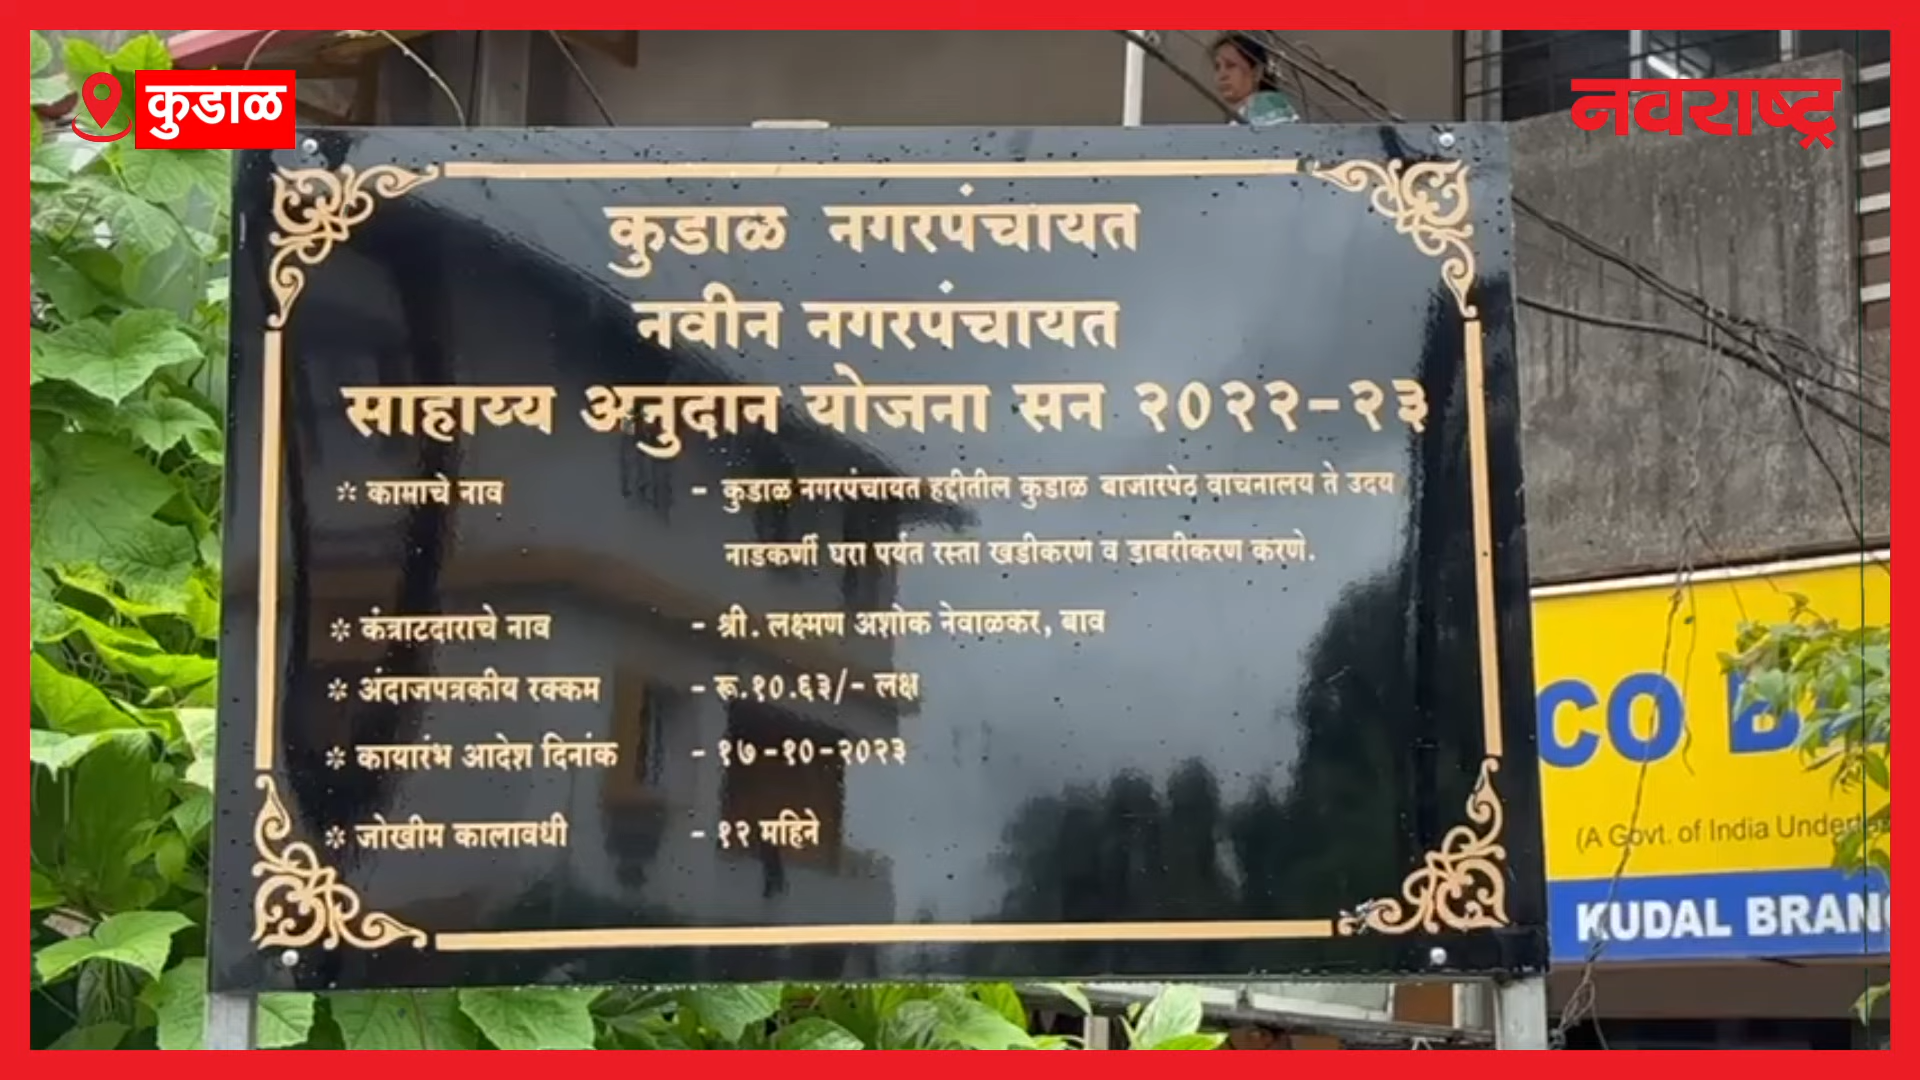 कुडाळ
नवराष्ट्र
कुडाळ नगरपंचायत
नवीन नगरपंचायत
साहाय्य अनुदान योजना सन २०२२-२३
* कामाचे नाव - कुडाळ नगरपंचायत हद्दीतील कुडाळ बाजारपेठ वाचनालय ते उदय
नाडकर्णी घरा पर्यंत रस्ता खडीकरण व डाबरीकरण करणे.
* कंत्राटदाराचे नाव - श्री. लक्ष्मण अशोक नेवाळकर, बाव
* अंदाजपत्रकीय रक्कम - रू.१०.६३/- लक्ष
* कायारंभ आदेश दिनांक - १७-१०-२०२३
* जोखीम कालावधी - १२ महिने
CO B
(A Govt. of India Undert
KUDAL BRAN